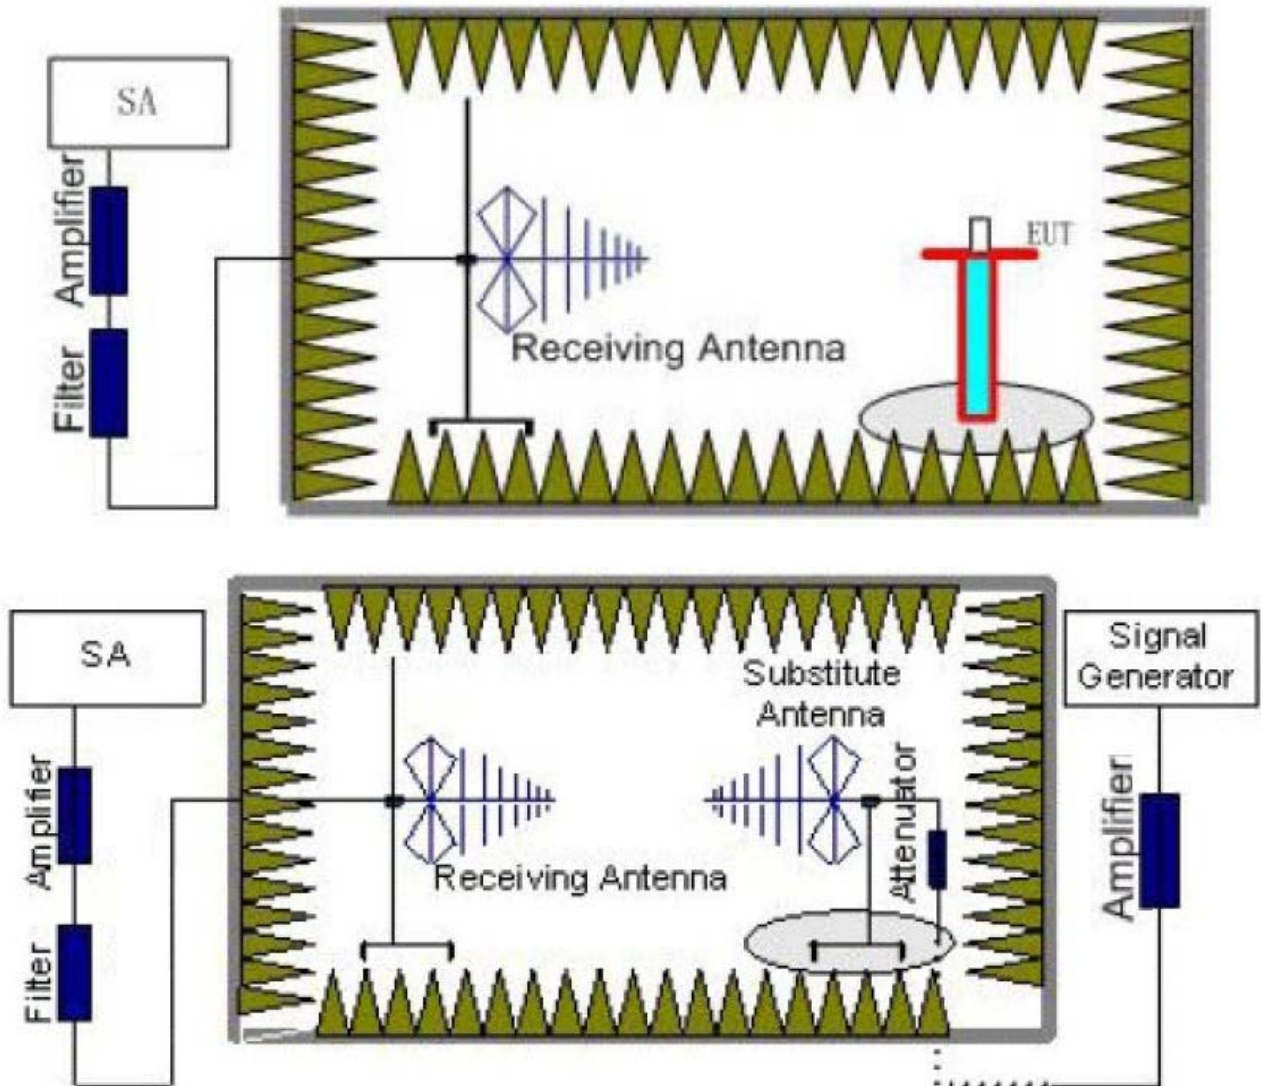 SA
Amplifier
Filter
EUT
Receiving Antenna
SA
Amplifier
Filter
Substitute
Antenna
Attenuator
Receiving Antenna
Signal
Generator
Amplifier